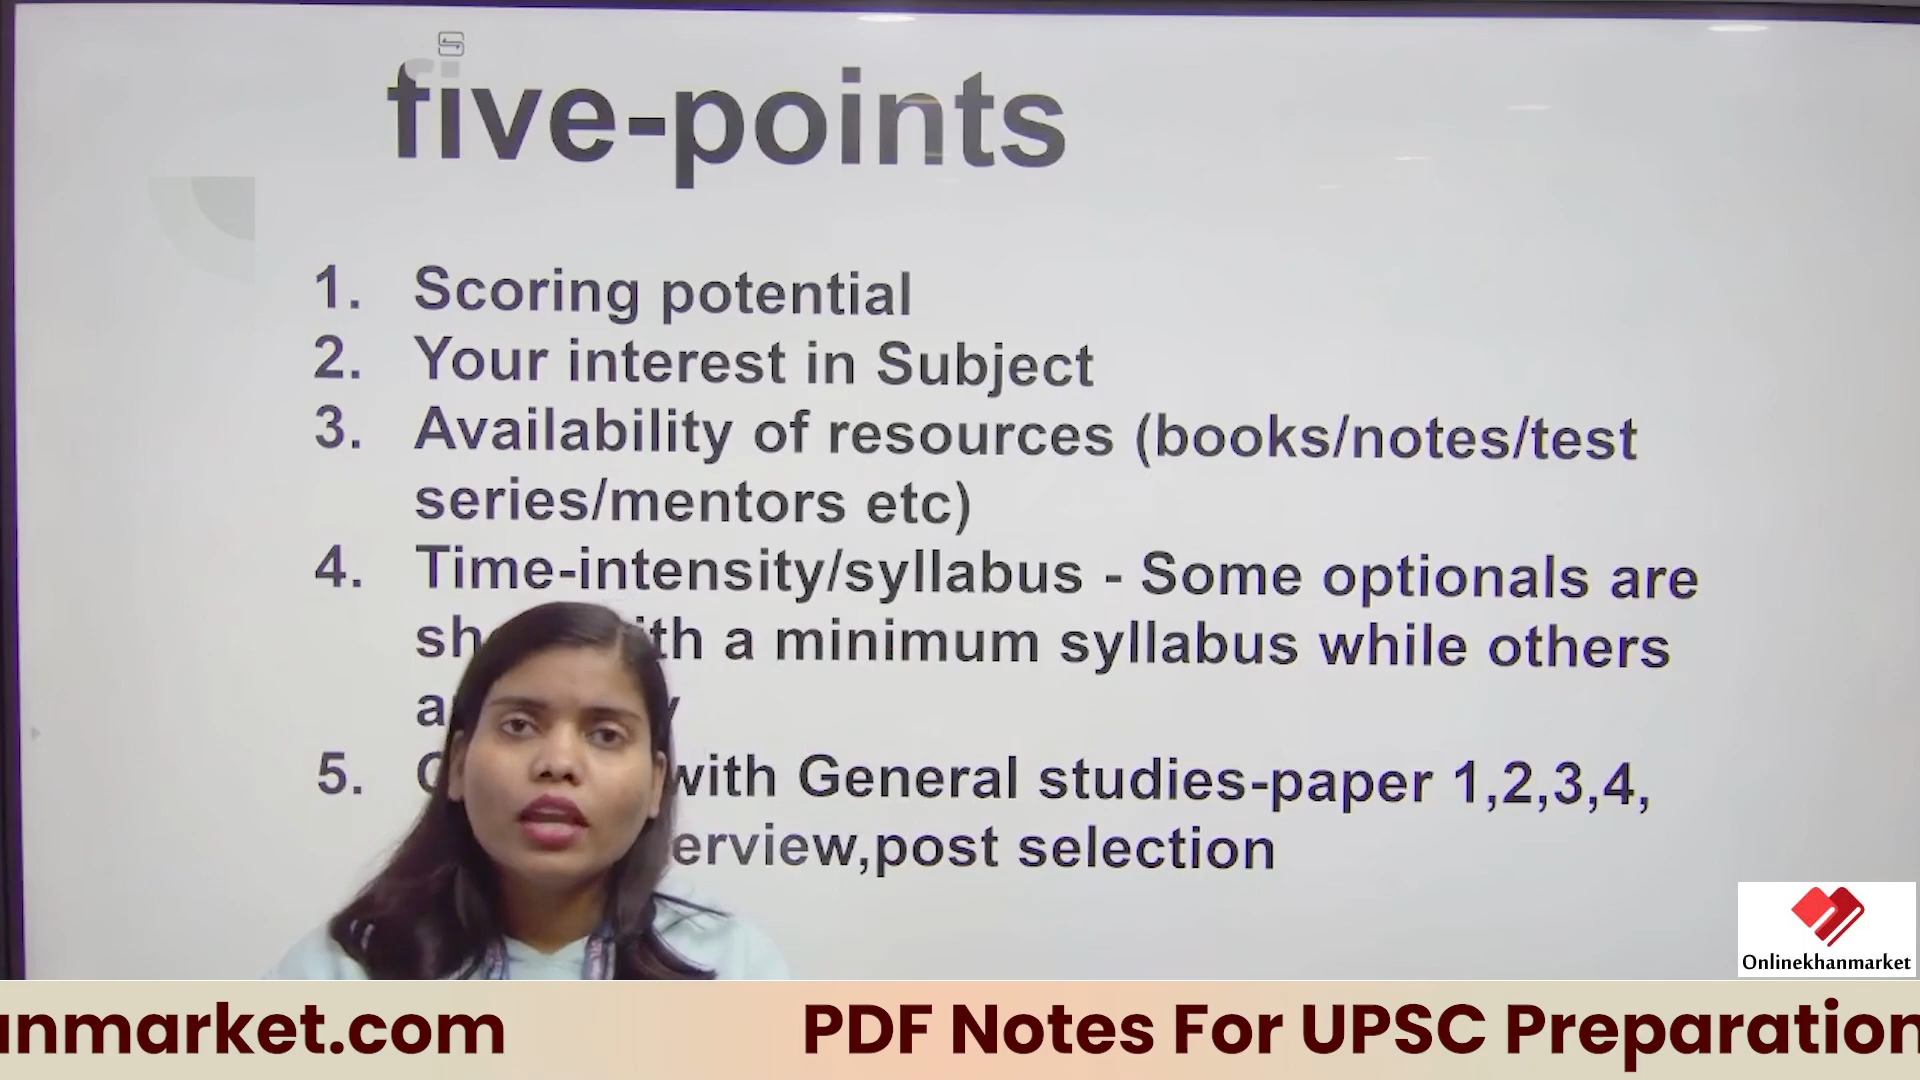 five-points
1. Scoring potential
2. Your interest in Subject
3. Availability of resources (books/notes/test
series/mentors etc)
4. Time-intensity/syllabus - Some optionals are
a minimum syllabus while others
5. with General studies-paper 1,2,3,4,
post selection
Onlinekhanmarket
PDF Notes For UPSC Preparation